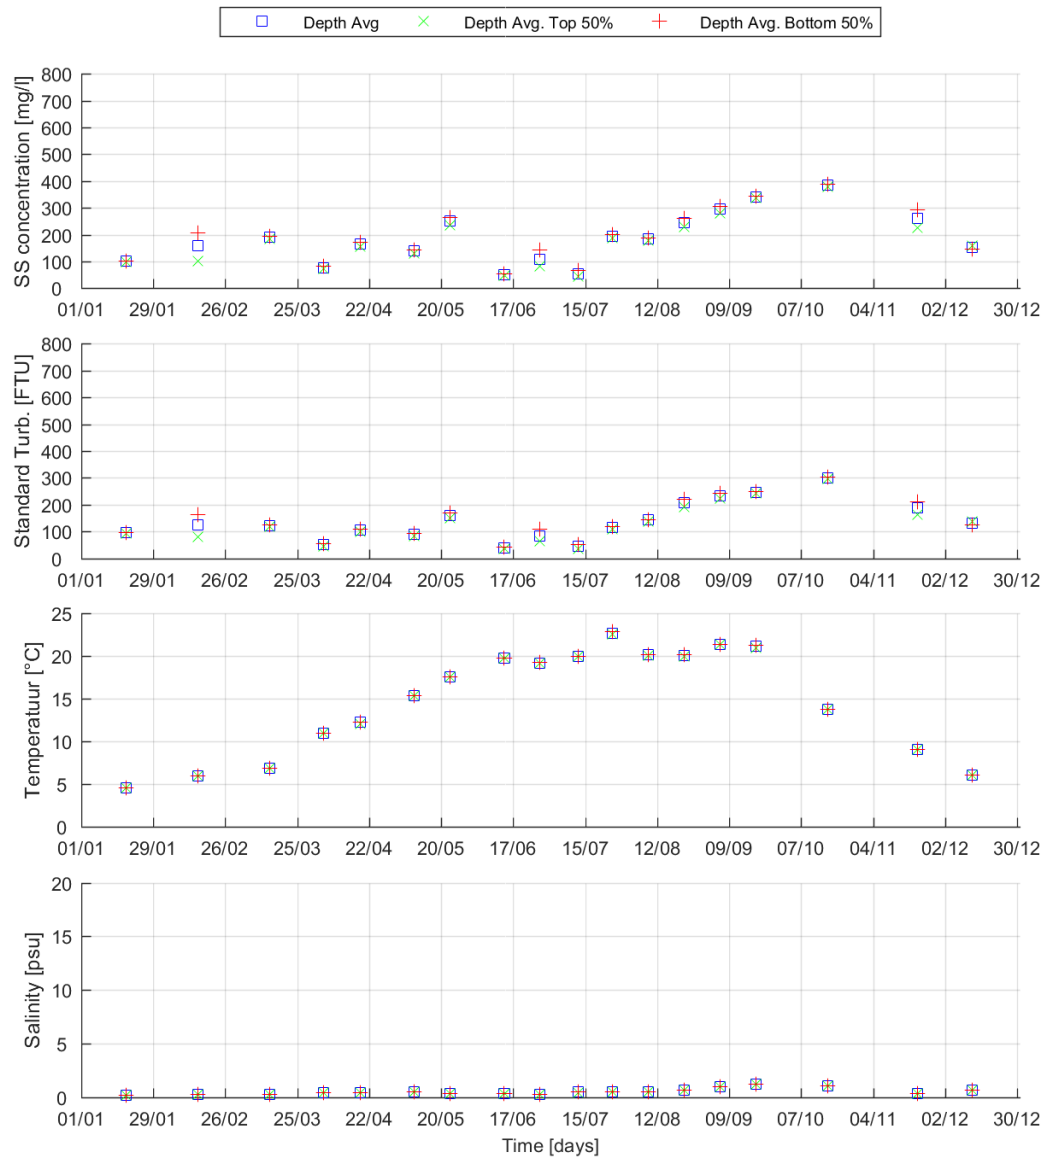 Depth Avg Depth Avg. Top 50% Depth Avg. Bottom 50%
SS concentration [mg/l]
800
700
600
500
400
300
200
100
0
01/01 29/01 26/02 25/03 22/04 20/05 17/06 15/07 12/08 09/09 07/10 04/11 02/12 30/12
Standard Turb. [FTU]
800
700
600
500
400
300
200
100
0
01/01 29/01 26/02 25/03 22/04 20/05 17/06 15/07 12/08 09/09 07/10 04/11 02/12 30/12
Temperatuur [°C]
25
20
15
10
5
0
01/01 29/01 26/02 25/03 22/04 20/05 17/06 15/07 12/08 09/09 07/10 04/11 02/12 30/12
Salinity [psu]
20
15
10
5
0
01/01 29/01 26/02 25/03 22/04 20/05 17/06 15/07 12/08 09/09 07/10 04/11 02/12 30/12
Time [days]